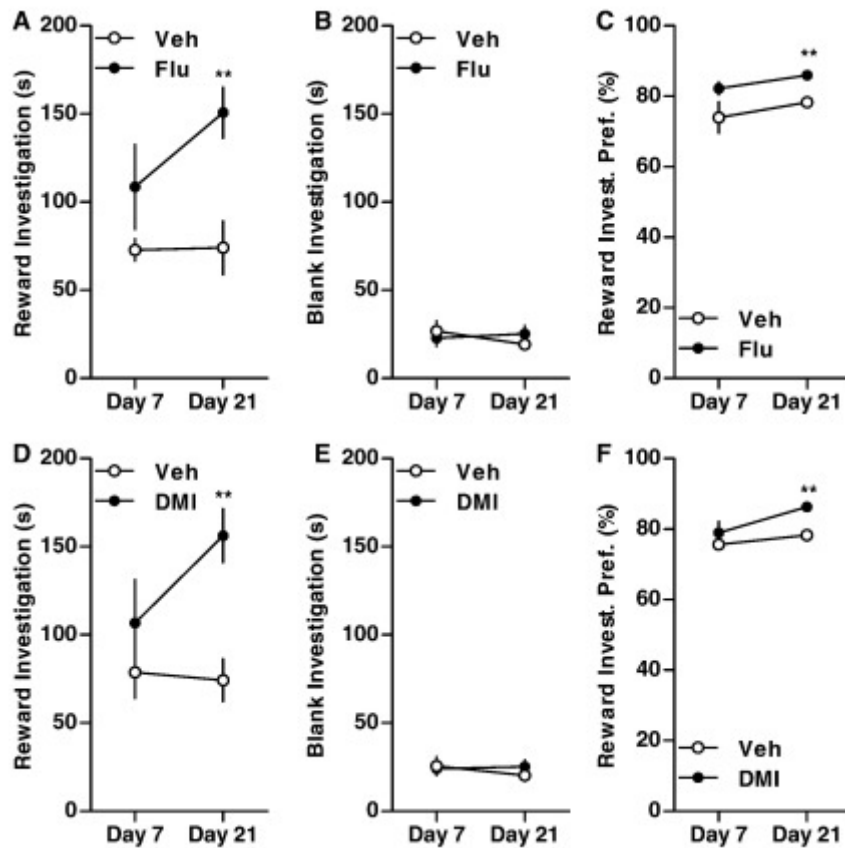 A
Reward Investigation (s)
200
150
100
50
0
Veh
Flu
**
Day 7 Day 21
B
Blank Investigation (s)
200
150
100
50
0
Veh
Flu
Day 7 Day 21
C
Reward Invest. Pref. (%)
100
80
60
40
20
0
**
Veh
Flu
Day 7 Day 21
D
Reward Investigation (s)
200
150
100
50
0
Veh
DMI
**
Day 7 Day 21
E
Blank Investigation (s)
200
150
100
50
0
Veh
DMI
Day 7 Day 21
F
Reward Invest. Pref. (%)
100
80
60
40
20
0
**
Veh
DMI
Day 7 Day 21